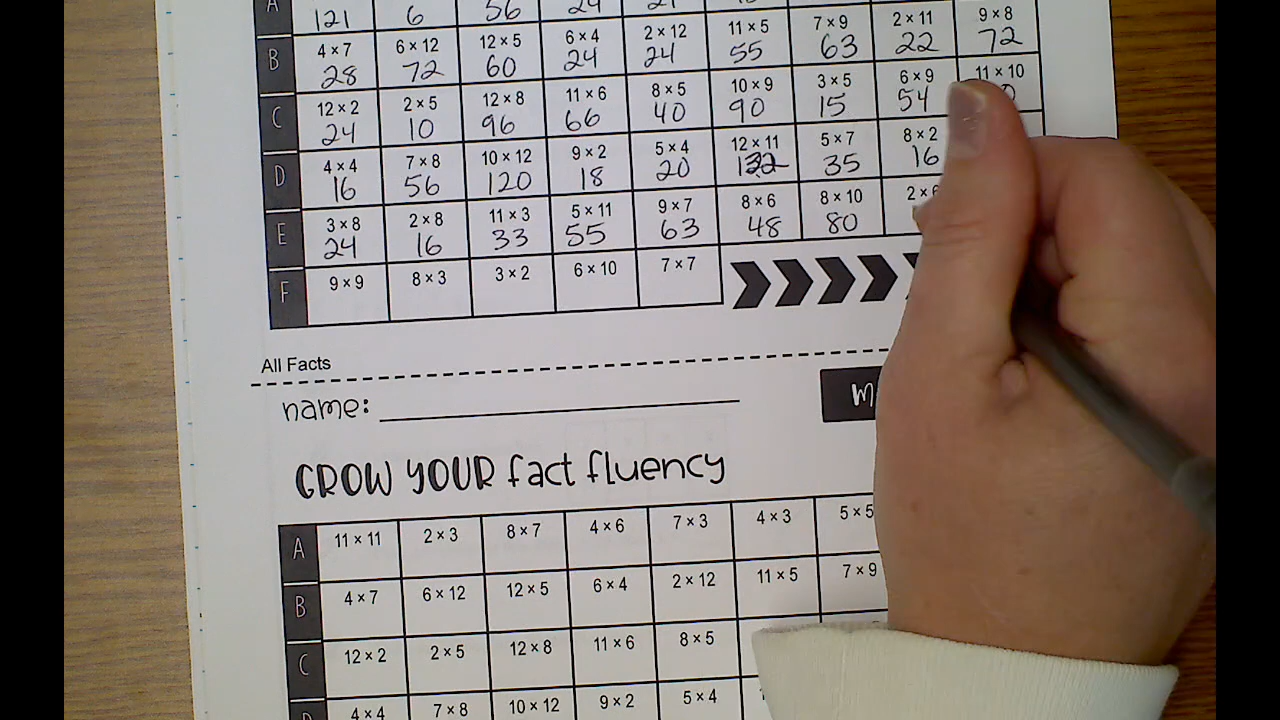 A 121 6 56 24 21
B 4 × 7 6 × 12 12 × 5 6 × 4 2 × 12 11 × 5 7 × 9 2 × 11 9 × 8
28 72 60 24 24 55 63 22 72
C 12 × 2 2 × 5 12 × 8 11 × 6 8 × 5 10 × 9 3 × 5 6 × 9 11 × 10
24 10 96 66 40 90 15 54
D 4 × 4 7 × 8 10 × 12 9 × 2 5 × 4 12 × 11 5 × 7 8 × 2
16 56 120 18 20 132 35 16
E 3 × 8 2 × 8 11 × 3 5 × 11 9 × 7 8 × 6 8 × 10 2 × 6
24 16 33 55 63 48 80
F 9 × 9 8 × 3 3 × 2 6 × 10 7 × 7
All Facts
name:
GROW YOUR fact fluency
A 11 × 11 2 × 3 8 × 7 4 × 6 7 × 3 4 × 3 5 × 5
B 4 × 7 6 × 12 12 × 5 6 × 4 2 × 12 11 × 5 7 × 9
C 12 × 2 2 × 5 12 × 8 11 × 6 8 × 5
D 4 × 4 7 × 8 10 × 12 9 × 2 5 × 4